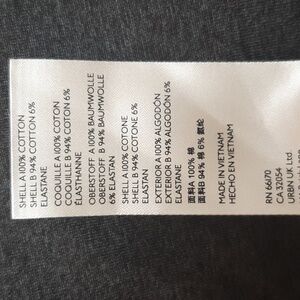 SHELL A 100% COTTON
SHELL B 94% COTTON 6%
ELASTANE
COQUILLE A 100% COTON
COQUILLE B 94% COTON 6%
ÉLASTHANNE
OBERSTOFF A 100% BAUMWOLLE
OBERSTOFF B 94% BAUMWOLLE
6% ELASTAN
SHELL A 100% COTONE
SHELL B 94% COTONE 6%
ELASTAN
EXTERIOR A 100% ALGODÓN
EXTERIOR B 94% ALGODÓN 6%
ELASTAN
面料A 100% 棉
面料B 94% 棉 6% 氨纶
MADE IN VIETNAM
HECHO EN VIETNAM
RN 66170
CA 32054
URBN UK Ltd.